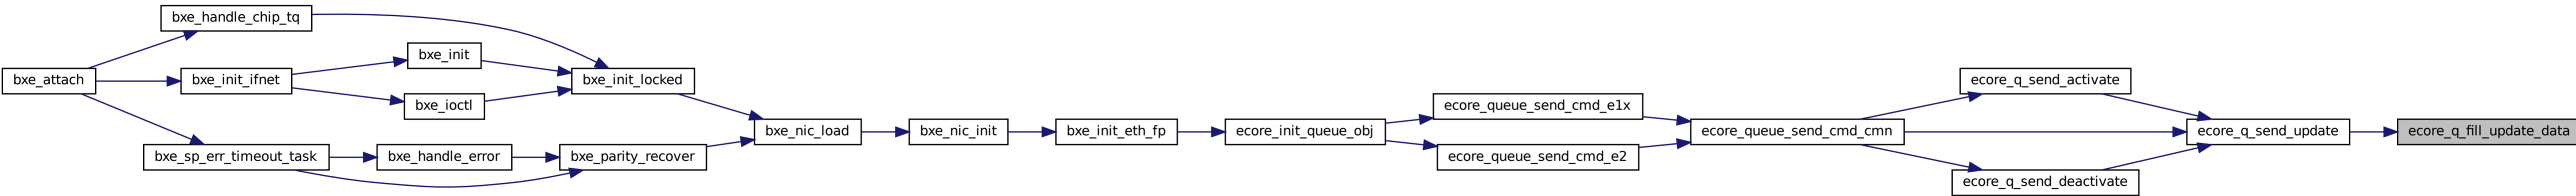 bxe_handle_chip_tq
bxe_init
bxe_attach
bxe_init_ifnet
bxe_init_locked
bxe_ioctl
bxe_sp_err_timeout_task
bxe_handle_error
bxe_parity_recover
bxe_nic_load
bxe_nic_init
bxe_init_eth_fp
ecore_init_queue_obj
ecore_queue_send_cmd_e1x
ecore_queue_send_cmd_e2
ecore_queue_send_cmd_cmn
ecore_q_send_activate
ecore_q_send_deactivate
ecore_q_send_update
ecore_q_fill_update_data